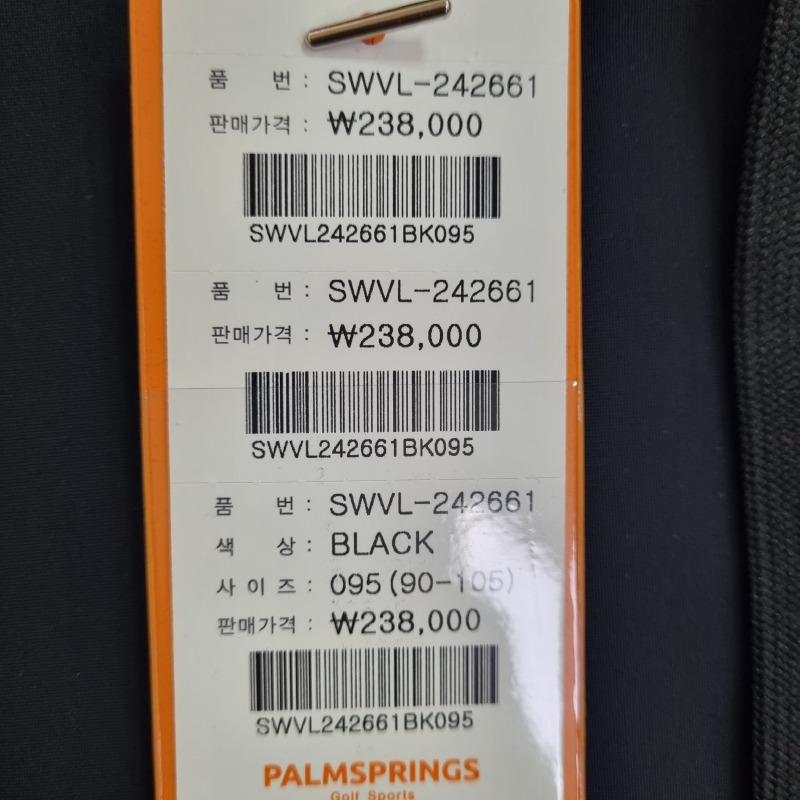 품 번 : SWVL-242661
판매가격 : ₩238,000
SWVL242661BK095
품 번 : SWVL-242661
판매가격 : ₩238,000
SWVL242661BK095
품 번 : SWVL-242661
색 상 : BLACK
사 이 즈 : 095(90-105)
판매가격 : ₩238,000
SWVL242661BK095
PALMSPRINGS
Golf Sports